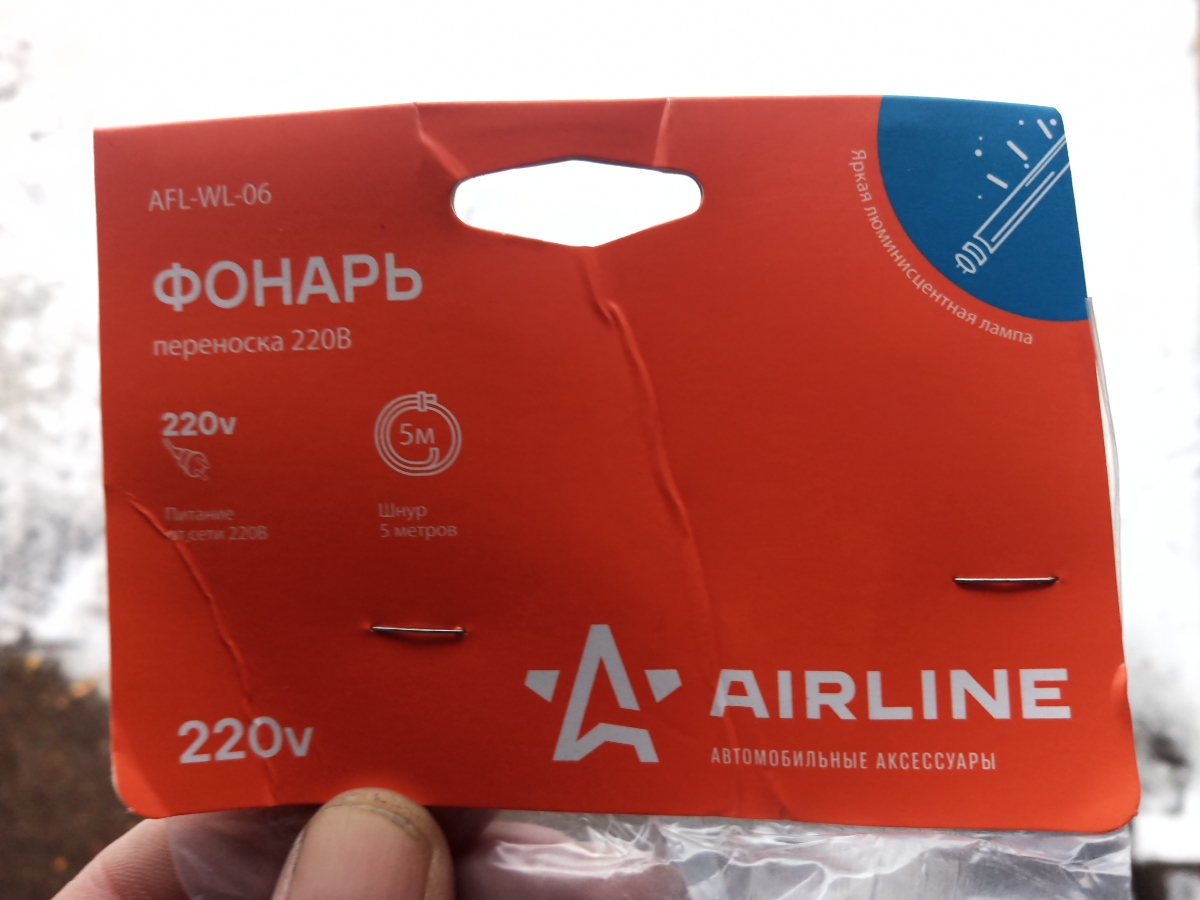 AFL-WL-06
ФОНАРЬ
переноска 220В
220v
5м
Питание
от сети 220В
Шнур
5 метров
Яркая люминисцентная лампа
220v
AIRLINE
АВТОМОБИЛЬНЫЕ АКСЕССУАРЫ